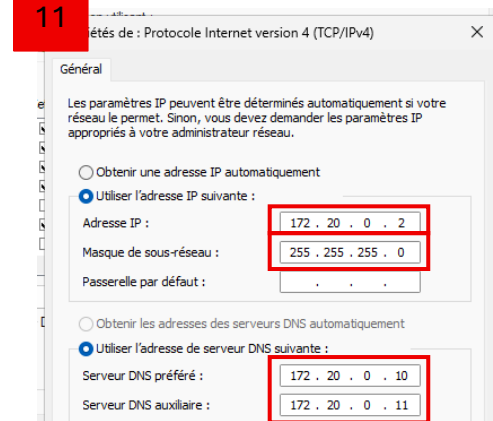 11
iétés de : Protocole Internet version 4 (TCP/IPv4)
Général
Les paramètres IP peuvent être déterminés automatiquement si votre
réseau le permet. Sinon, vous devez demander les paramètres IP
appropriés à votre administrateur réseau.
Obtenir une adresse IP automatiquement
Utiliser l'adresse IP suivante :
Adresse IP : 172 . 20 . 0 . 2
Masque de sous-réseau : 255 . 255 . 255 . 0
Passerelle par défaut : . . .
Obtenir les adresses des serveurs DNS automatiquement
Utiliser l'adresse de serveur DNS suivante :
Serveur DNS préféré : 172 . 20 . 0 . 10
Serveur DNS auxiliaire : 172 . 20 . 0 . 11